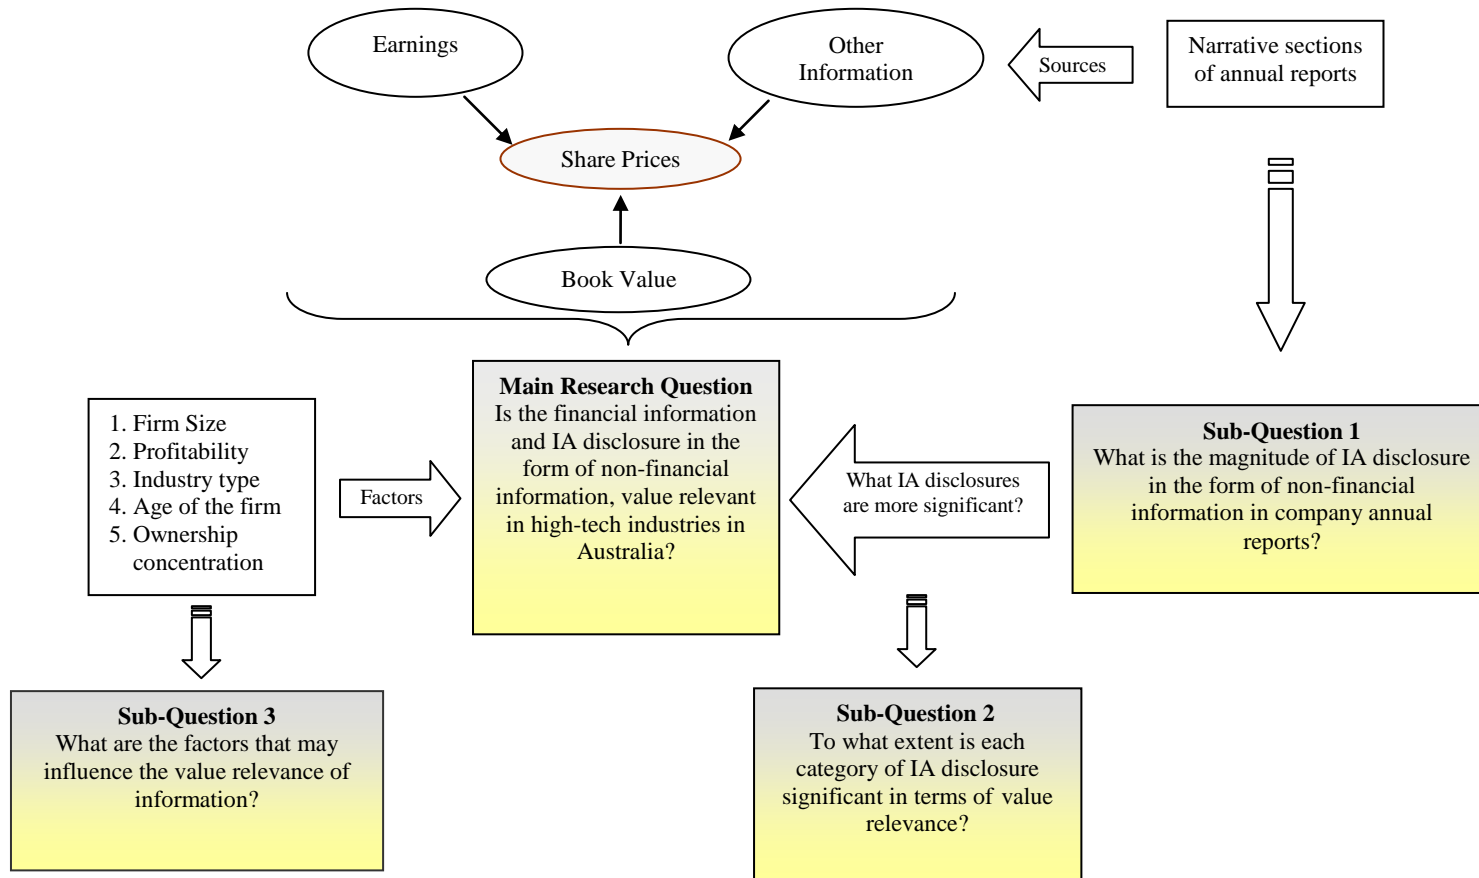 Earnings
Other
Information
Sources
Narrative sections
of annual reports
Share Prices
Book Value
Main Research Question
Is the financial information
and IA disclosure in the
form of non-financial
information, value relevant
in high-tech industries in
Australia?
1. Firm Size
2. Profitability
3. Industry type
4. Age of the firm
5. Ownership
concentration
Factors
What IA disclosures
are more significant?
Sub-Question 1
What is the magnitude of IA disclosure
in the form of non-financial
information in company annual
reports?
Sub-Question 3
What are the factors that may
influence the value relevance of
information?
Sub-Question 2
To what extent is each
category of IA disclosure
significant in terms of value
relevance?